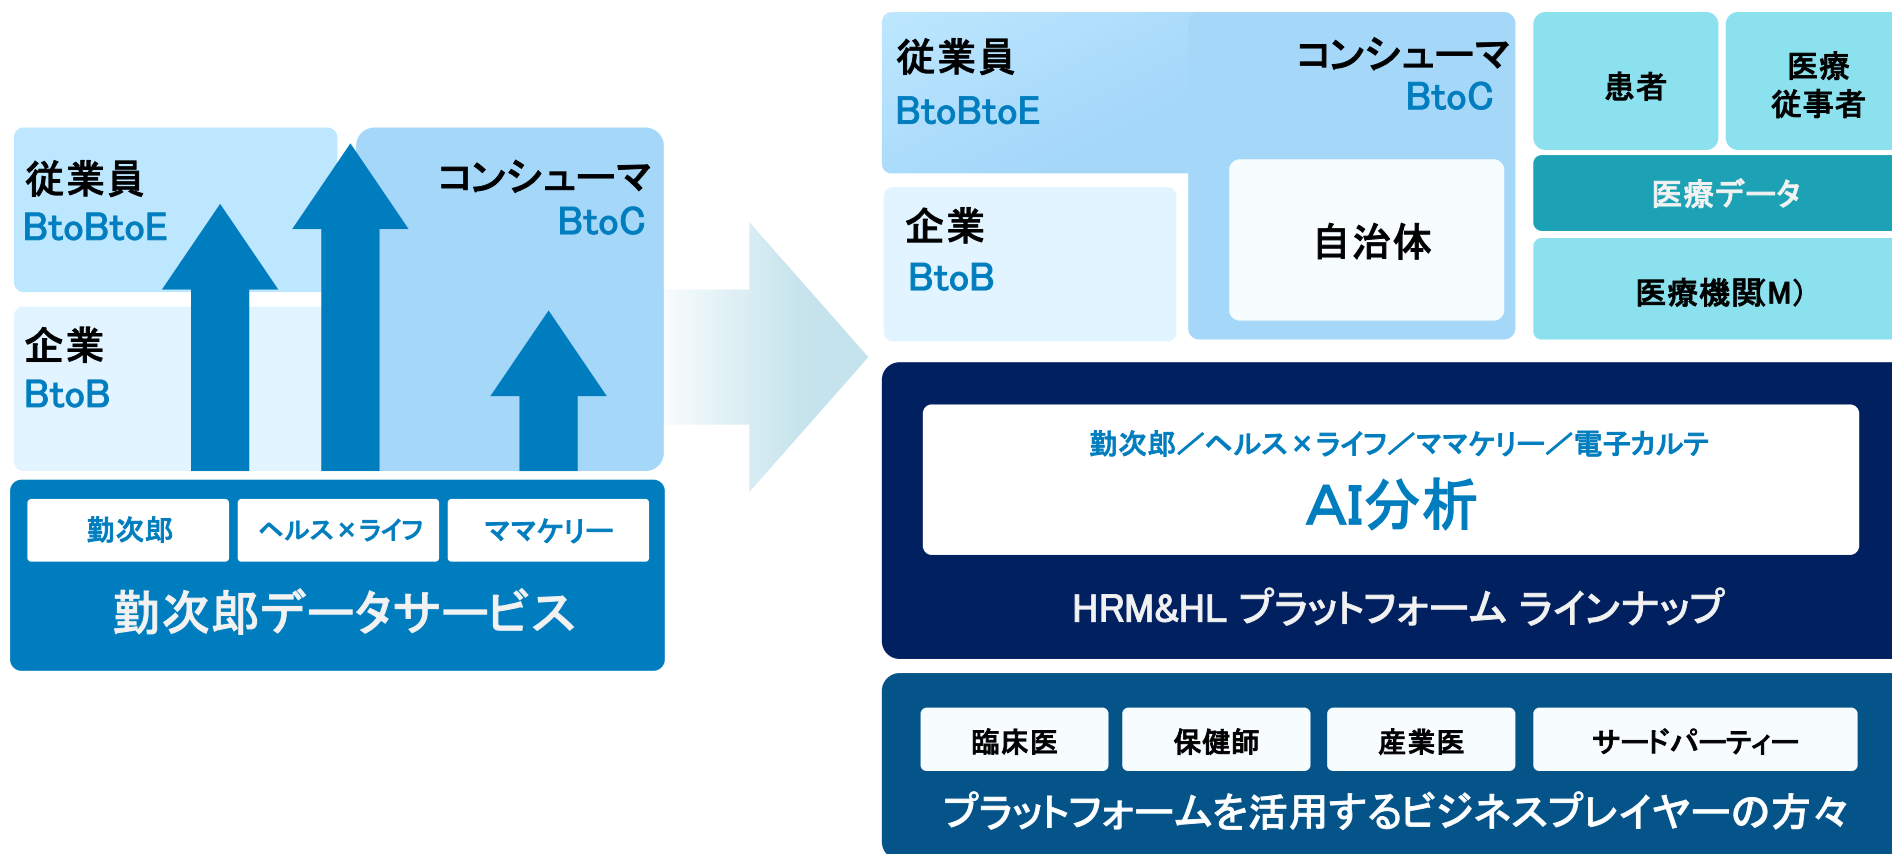 従業員
BtoBtoE
コンシューマ
BtoC
企業
BtoB
勤次郎
ヘルス×ライフ
ママケリー
勤次郎データサービス
従業員
BtoBtoE
コンシューマ
BtoC
企業
BtoB
自治体
患者
医療
従事者
医療データ
医療機関(M)
勤次郎／ヘルス×ライフ／ママケリー／電子カルテ
AI分析
HRM&HL プラットフォーム ラインナップ
臨床医
保健師
産業医
サードパーティー
プラットフォームを活用するビジネスプレイヤーの方々